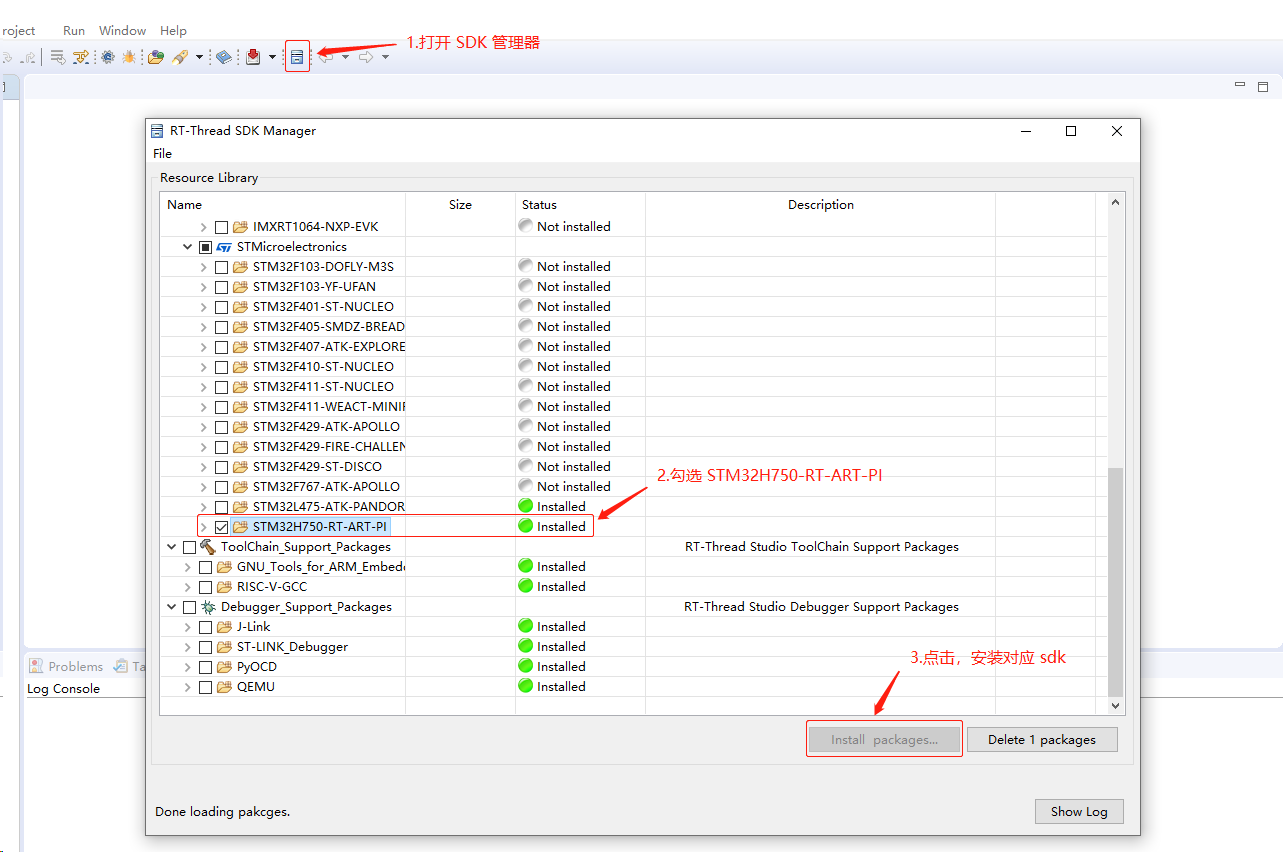 roject Run Window Help
1.打开 SDK 管理器
RT-Thread SDK Manager
File
Resource Library
Name Size Status Description
IMXRT1064-NXP-EVK Not installed
STMicroelectronics
STM32F103-DOFLY-M3S Not installed
STM32F103-YF-UFAN Not installed
STM32F401-ST-NUCLEO Not installed
STM32F405-SMDZ-BREAD Not installed
STM32F407-ATK-EXPLORE Not installed
STM32F410-ST-NUCLEO Not installed
STM32F411-ST-NUCLEO Not installed
STM32F411-WEACT-MINIF Not installed
STM32F429-ATK-APOLLO Not installed
STM32F429-FIRE-CHALLEN Not installed
STM32F429-ST-DISCO Not installed
2.勾选 STM32H750-RT-ART-PI
STM32F767-ATK-APOLLO Not installed
STM32L475-ATK-PANDOR Installed
STM32H750-RT-ART-PI Installed
ToolChain_Support_Packages RT-Thread Studio ToolChain Support Packages
GNU_Tools_for_ARM_Embedd Installed
RISC-V-GCC Installed
Debugger_Support_Packages RT-Thread Studio Debugger Support Packages
J-Link Installed
ST-LINK_Debugger Installed
3.点击，安装对应 sdk
PyOCD Installed
QEMU Installed
Problems Ta
Log Console
Install packages... Delete 1 packages
Done loading pakcges. Show Log